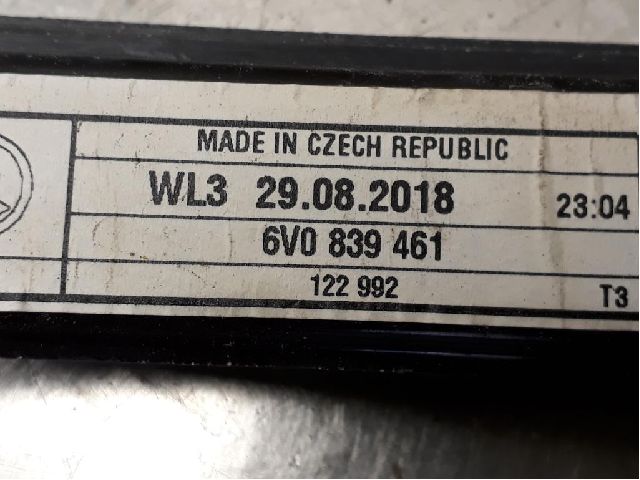 MADE IN CZECH REPUBLIC
WL3 29.08.2018 23:04
6V0 839 461
122 992 T3